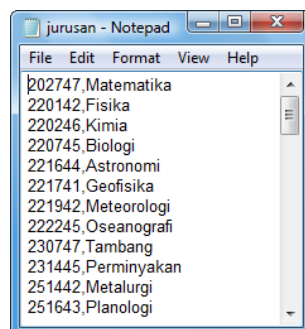 jurusan - Notepad
File Edit Format View Help
202747,Matematika
220142,Fisika
220246,Kimia
220745,Biologi
221644,Astronomi
221741,Geofisika
221942,Meteorologi
222245,Oseanografi
230747,Tambang
231445,Perminyakan
251442,Metalurgi
251643,Planologi